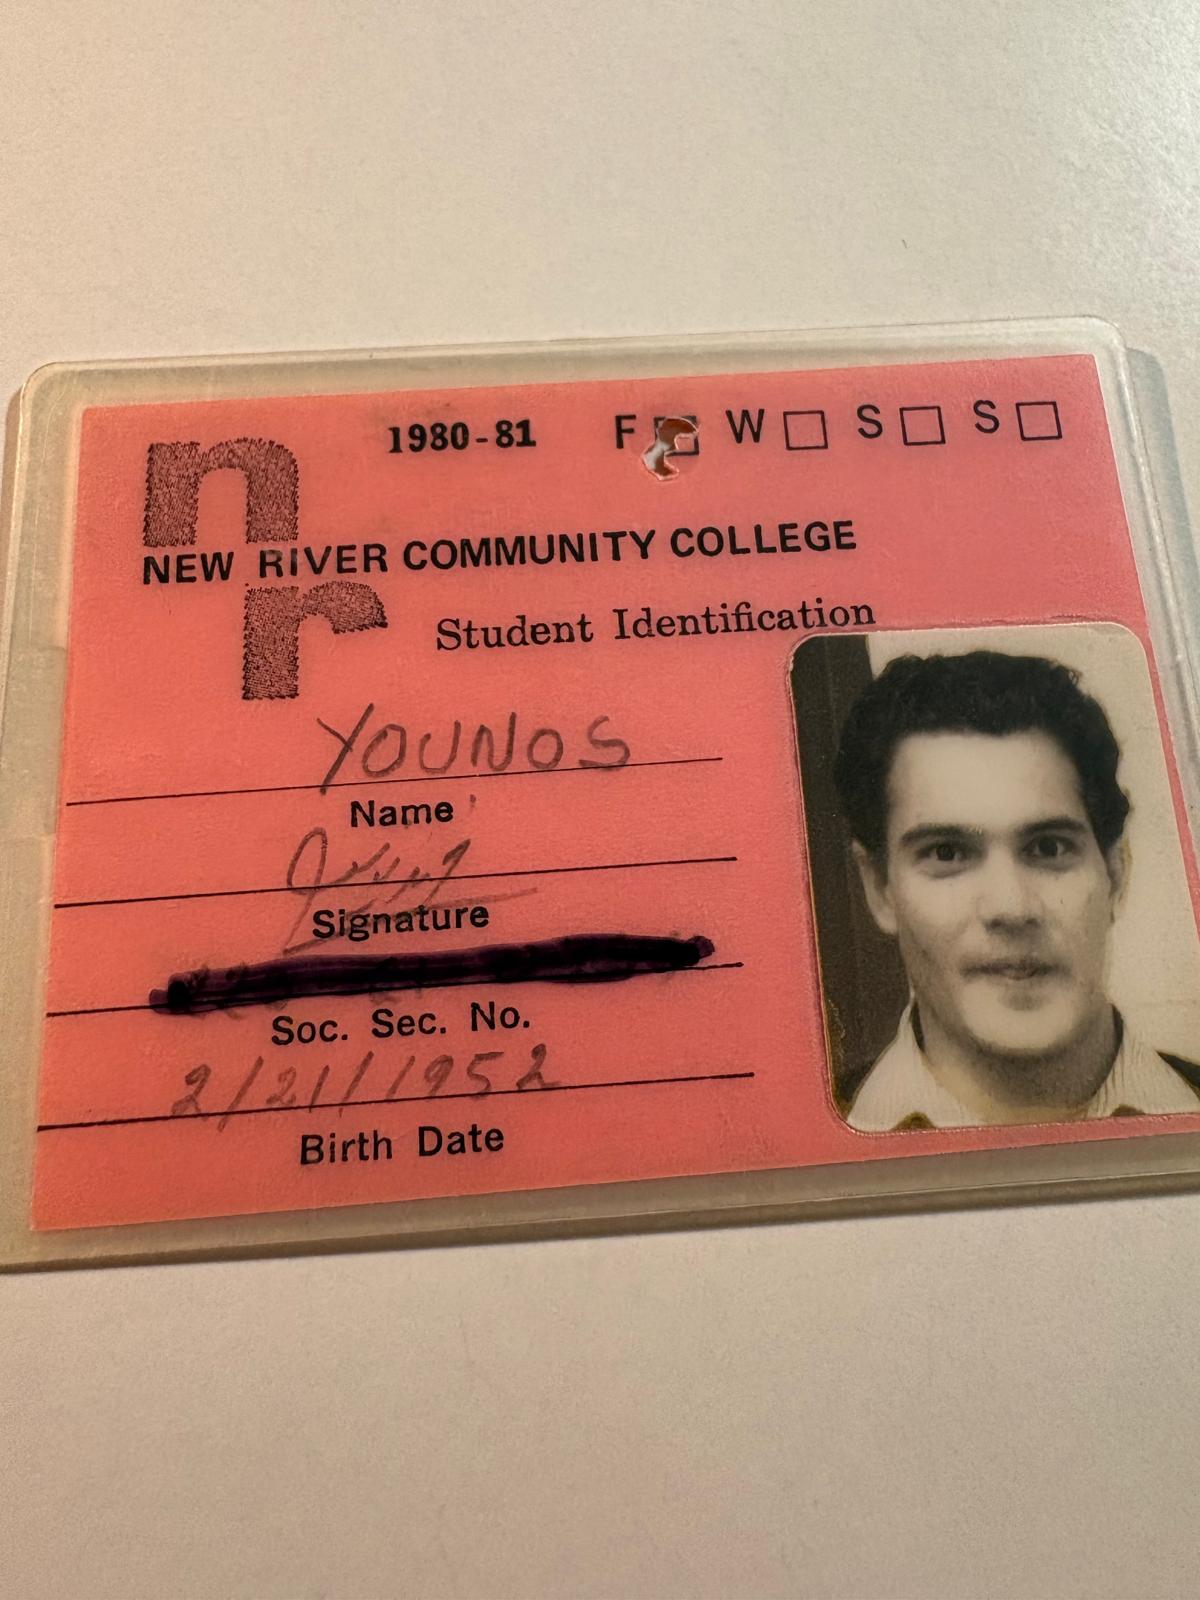 1980-81 F W S S
n
NEW RIVER COMMUNITY COLLEGE
r
Student Identification
YOUNOS
Name
Signature
Soc. Sec. No.
2/21/1952
Birth Date